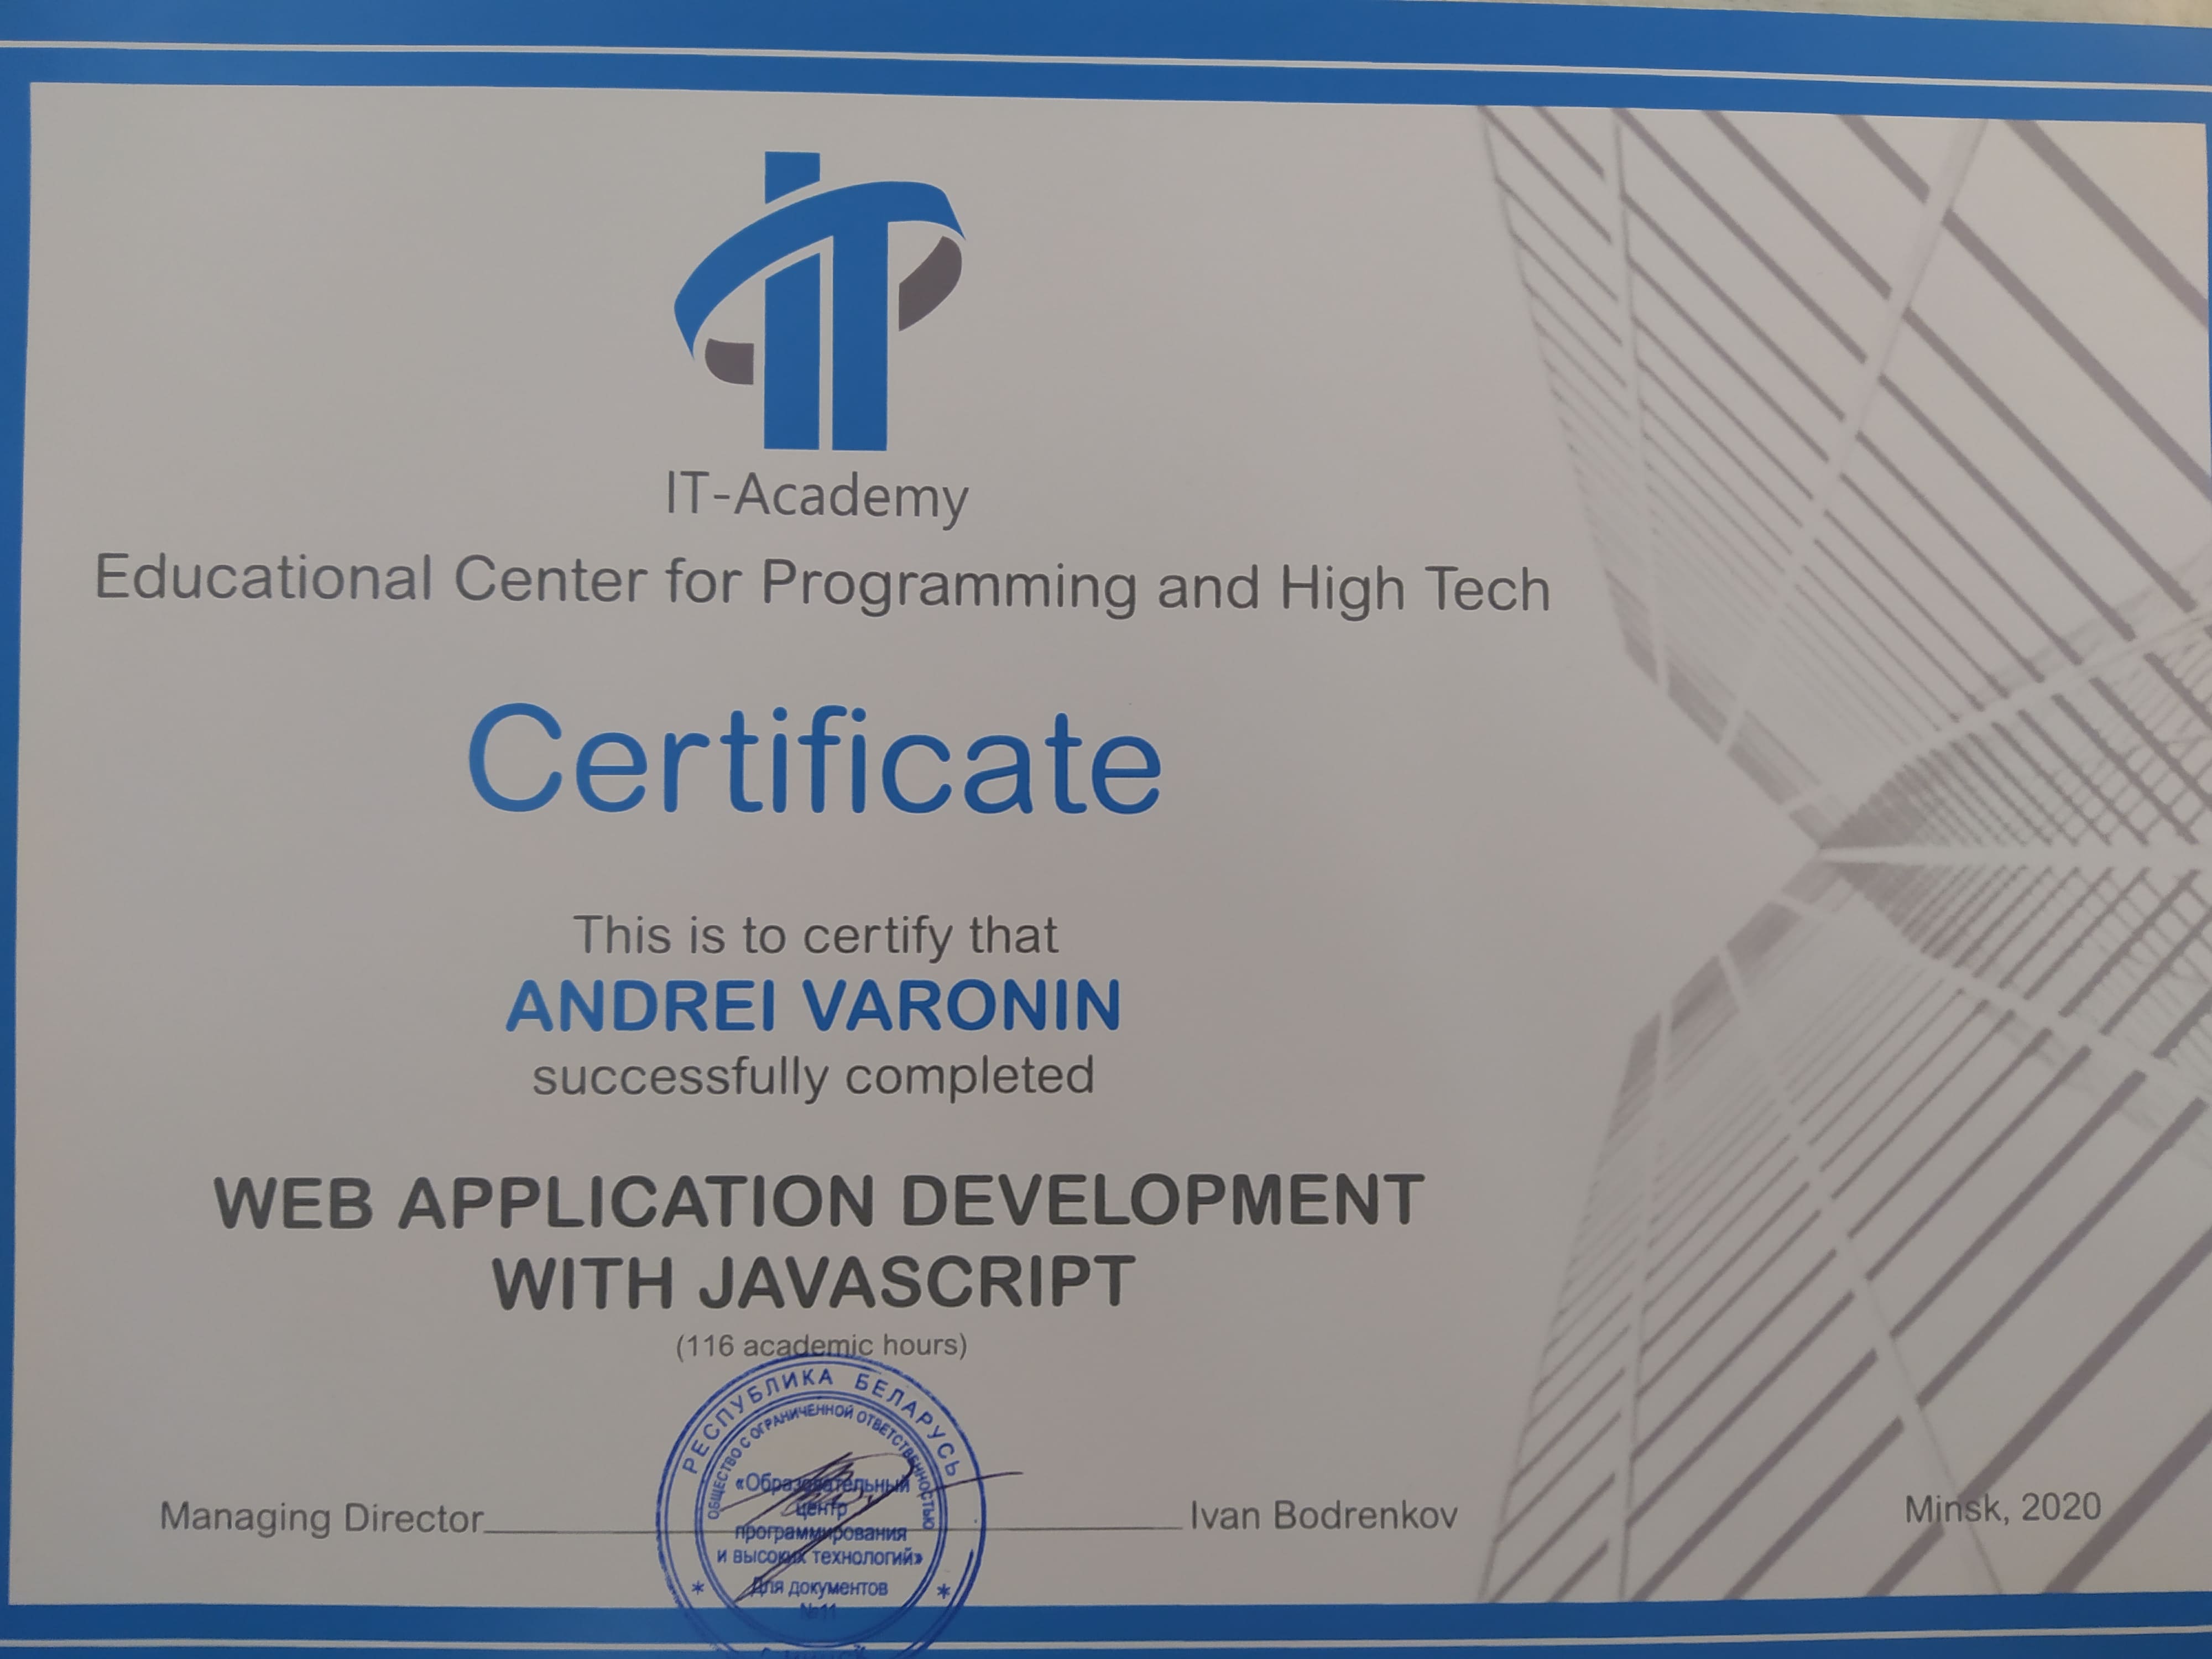 IT
IT-Academy
Educational Center for Programming and High Tech
Certificate
This is to certify that
ANDREI VARONIN
successfully completed
WEB APPLICATION DEVELOPMENT
WITH JAVASCRIPT
(116 academic hours)
РЕСПУБЛИКА БЕЛАРУСЬ
ОБЩЕСТВО С ОГРАНИЧЕННОЙ ОТВЕТСТВЕННОСТЬЮ
«Образовательный
центр
программирования
и высоких технологий»
Для документов
№11
Managing Director
Ivan Bodrenkov
Minsk, 2020